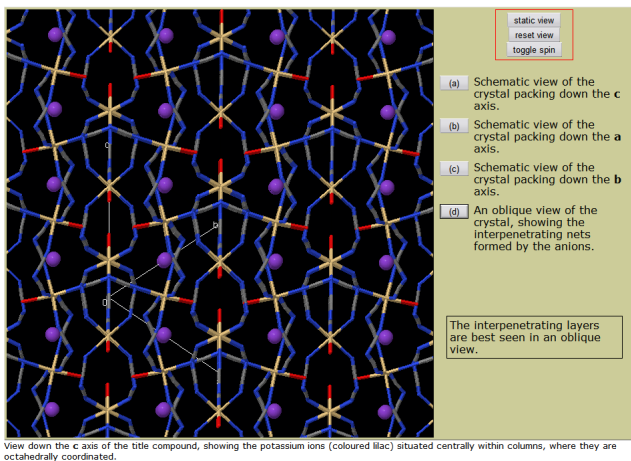 static view
reset view
toggle spin
(a) Schematic view of the
crystal packing down the c
axis.
(b) Schematic view of the
crystal packing down the a
axis.
(c) Schematic view of the
crystal packing down the b
axis.
(d) An oblique view of the
crystal, showing the
interpenetrating nets
formed by the anions.
c
b
0
The interpenetrating layers
are best seen in an oblique
view.
View down the c axis of the title compound, showing the potassium ions (coloured lilac) situated centrally within columns, where they are
octahedrally coordinated.